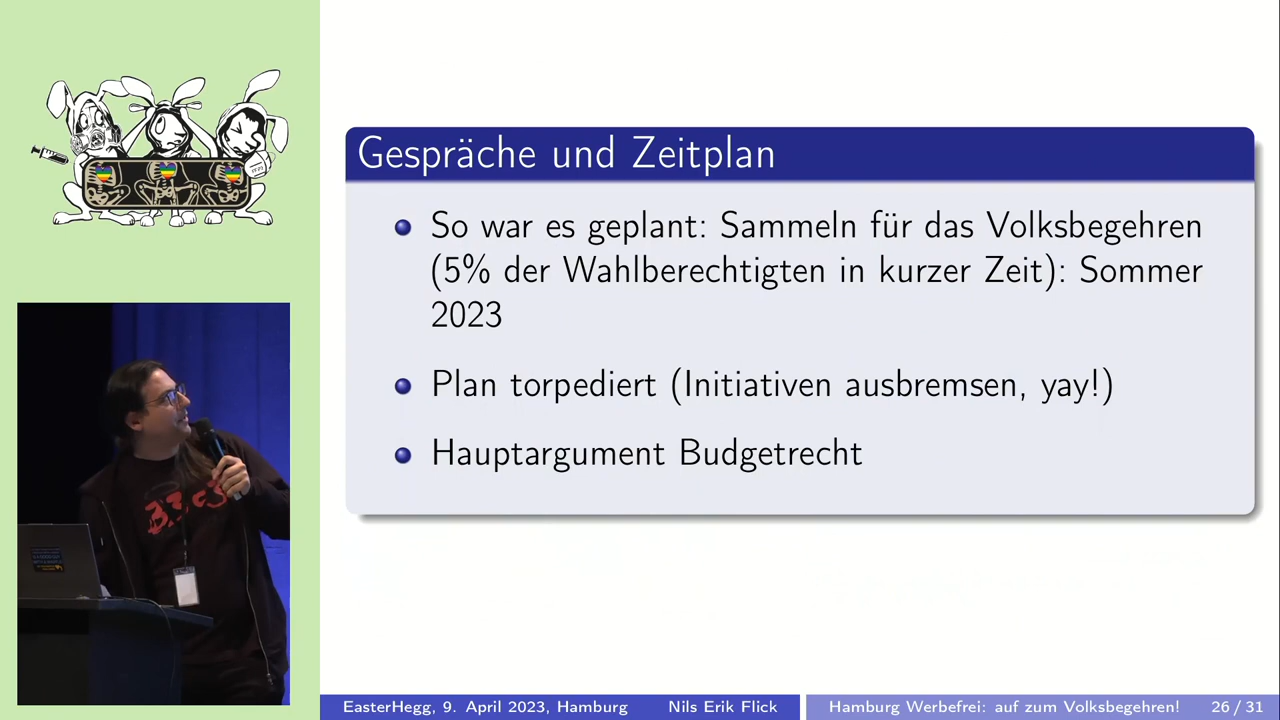 Gespräche und Zeitplan
So war es geplant: Sammeln für das Volksbegehren
(5% der Wahlberechtigten in kurzer Zeit): Sommer
2023
Plan torpediert (Initiativen ausbremsen, yay!)
Hauptargument Budgetrecht
EasterHegg, 9. April 2023, Hamburg Nils Erik Flick Hamburg Werbefrei: auf zum Volksbegehren! 26 / 31